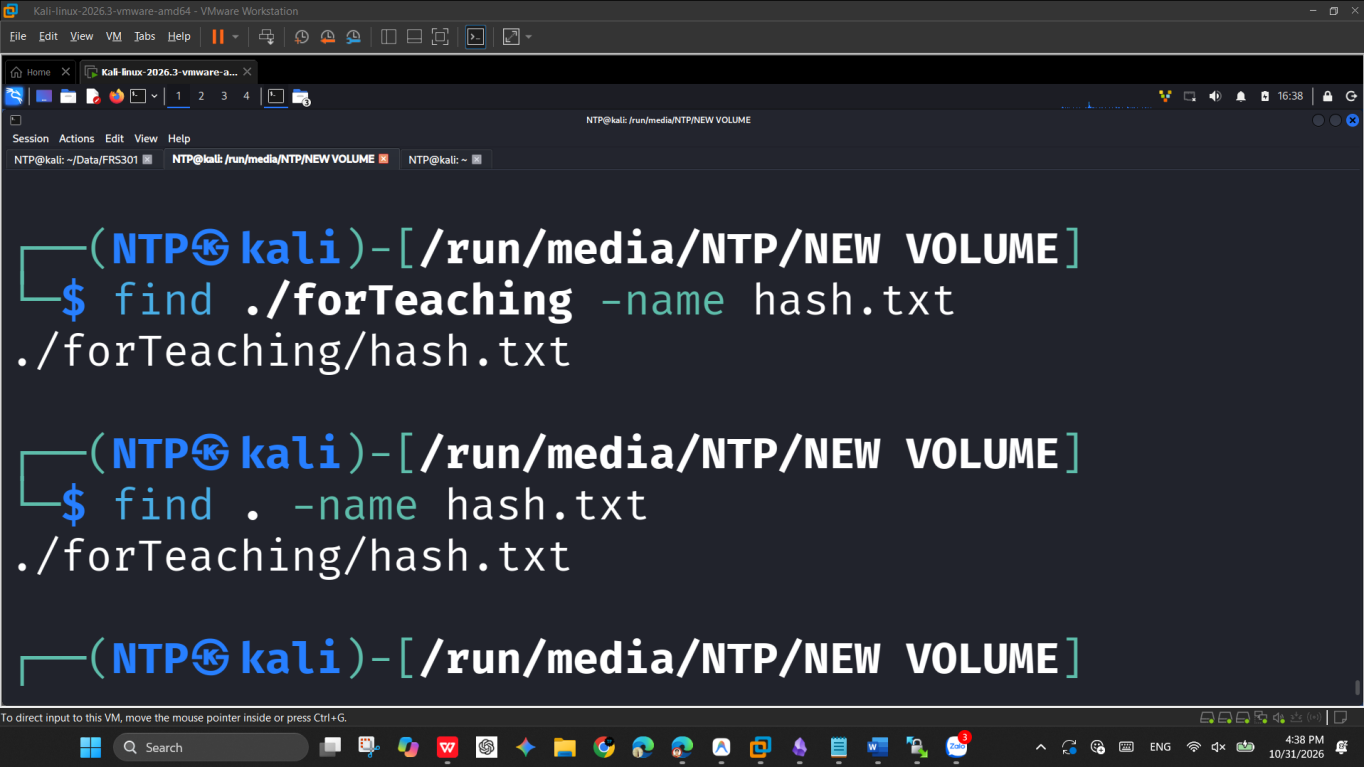 Kali-linux-2026.3-vmware-amd64 - VMware Workstation
File Edit View VM Tabs Help
Home Kali-linux-2026.3-vmware-a...
1 2 3 4 3 16:38
NTP@kali: /run/media/NTP/NEW VOLUME
Session Actions Edit View Help
NTP@kali: ~/Data/FRS301 NTP@kali: /run/media/NTP/NEW VOLUME NTP@kali: ~
┌──(NTP㉿kali)-[/run/media/NTP/NEW VOLUME]
└─$ find ./forTeaching -name hash.txt
./forTeaching/hash.txt
┌──(NTP㉿kali)-[/run/media/NTP/NEW VOLUME]
└─$ find . -name hash.txt
./forTeaching/hash.txt
┌──(NTP㉿kali)-[/run/media/NTP/NEW VOLUME]
To direct input to this VM, move the mouse pointer inside or press Ctrl+G.
Search W Zalo 3 ENG 4:38 PM
10/31/2026